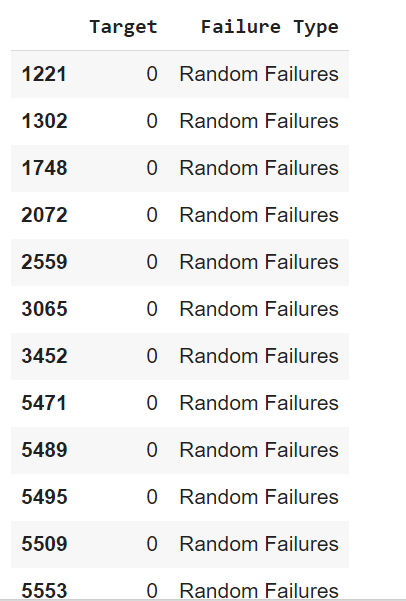 Target Failure Type
1221 0 Random Failures
1302 0 Random Failures
1748 0 Random Failures
2072 0 Random Failures
2559 0 Random Failures
3065 0 Random Failures
3452 0 Random Failures
5471 0 Random Failures
5489 0 Random Failures
5495 0 Random Failures
5509 0 Random Failures
5553 0 Random Failures